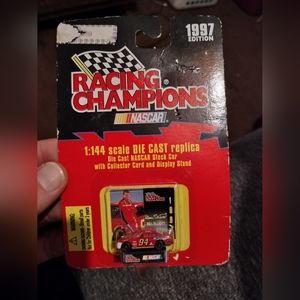 1997
EDITION
RACING
CHAMPIONS
NASCAR
1:144 scale DIE CAST replica
Die Cast NASCAR Stock Car
with Collector Card and Display Stand
94
NASCAR